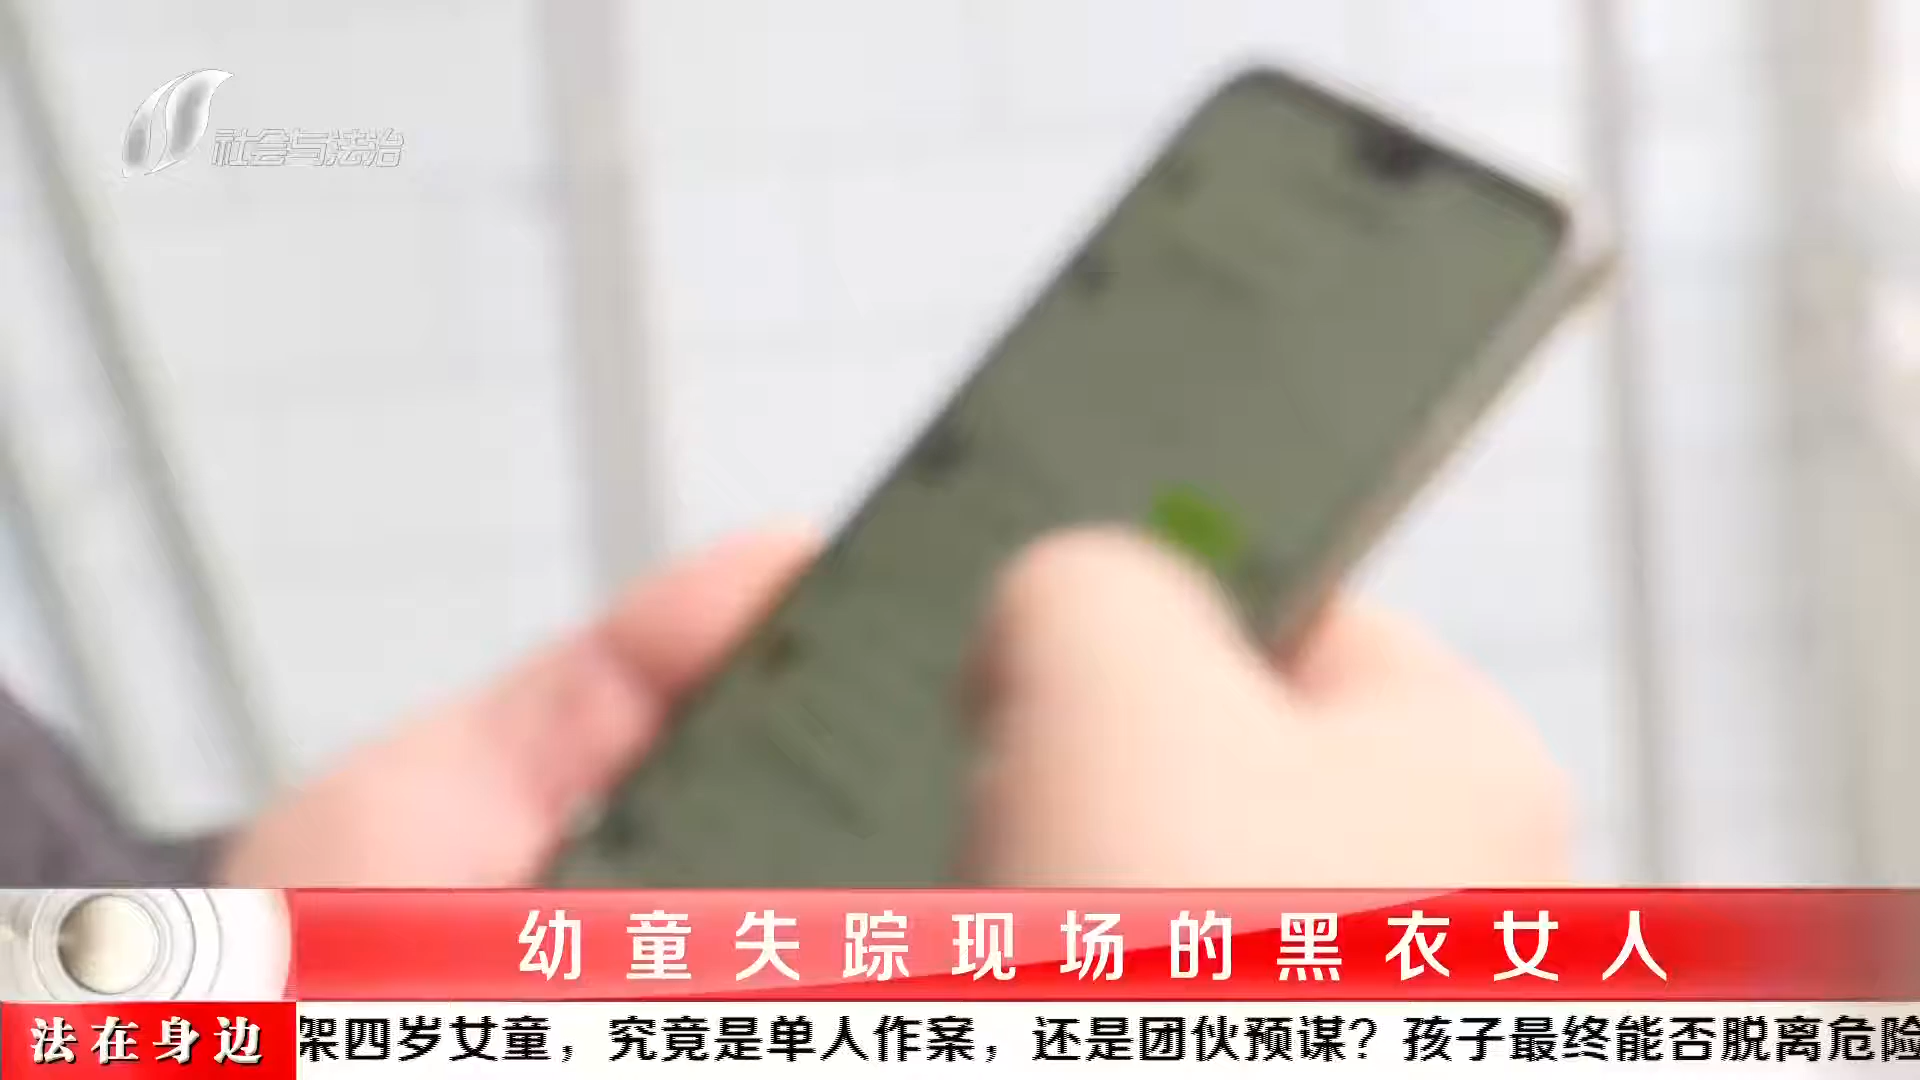 社会与法治
幼童失踪现场的黑衣女人
法在身边
架四岁女童，究竟是单人作案，还是团伙预谋？孩子最终能否脱离危险